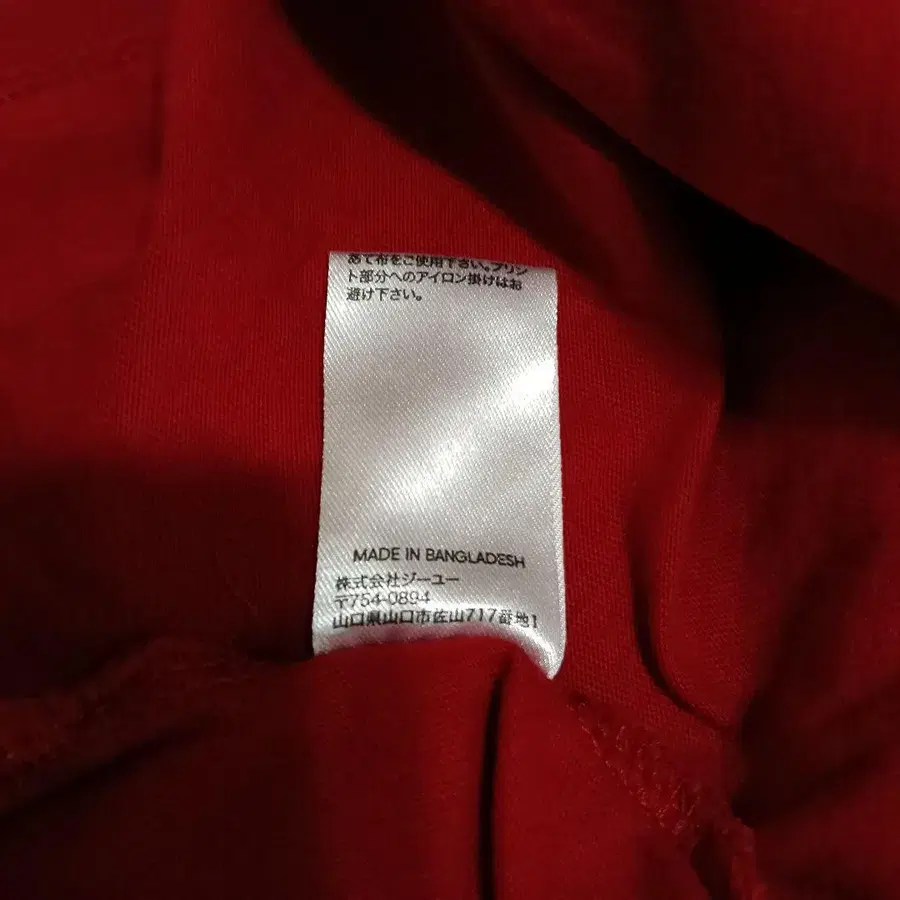 あて布をご使用下さい。プリン
ト部分へのアイロン掛けはお
避け下さい。
MADE IN BANGLADESH
株式会社ジーユー
〒754-0894
山口県山口市佐山717番地1